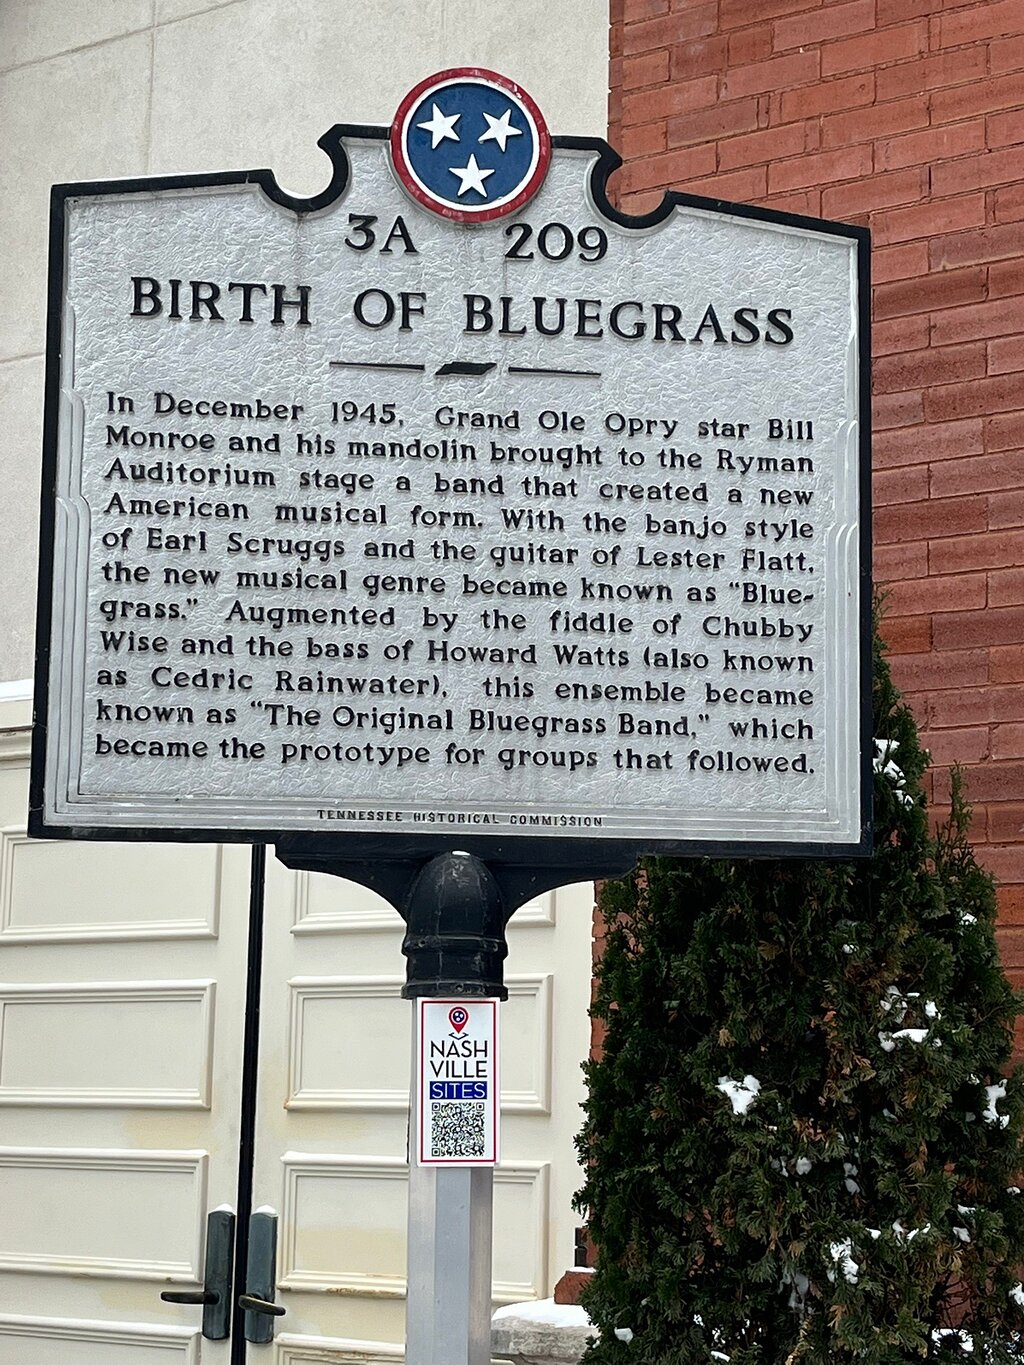 3A 209
BIRTH OF BLUEGRASS
In December 1945, Grand Ole Opry star Bill
Monroe and his mandolin brought to the Ryman
Auditorium stage a band that created a new
American musical form. With the banjo style
of Earl Scruggs and the guitar of Lester Flatt,
the new musical genre became known as "Blue-
grass." Augmented by the fiddle of Chubby
Wise and the bass of Howard Watts (also known
as Cedric Rainwater), this ensemble became
known as "The Original Bluegrass Band," which
became the prototype for groups that followed.
TENNESSEE HISTORICAL COMMISSION
NASH
VILLE
SITES